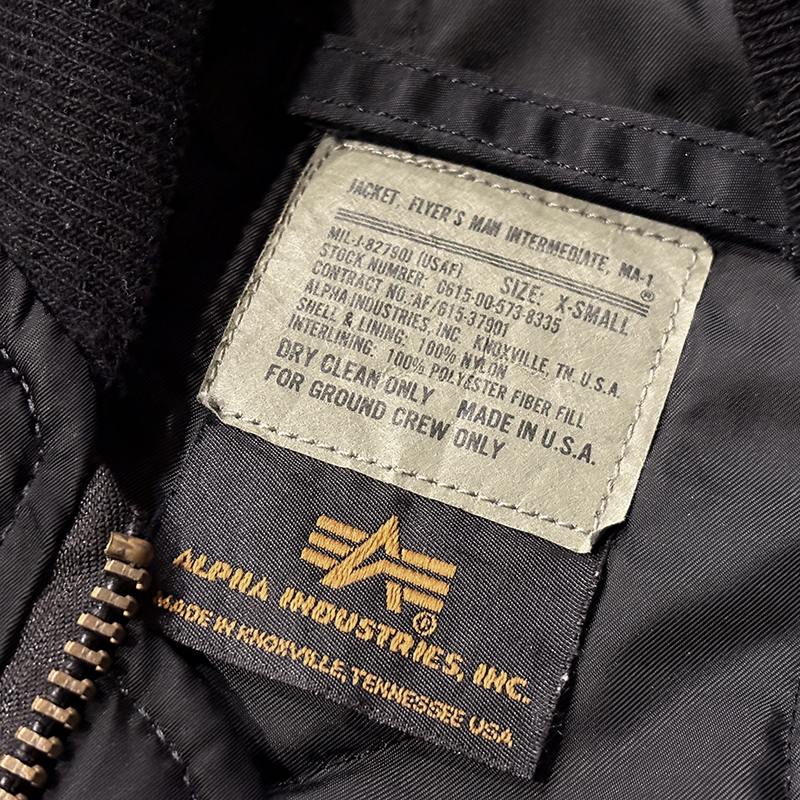 JACKET, FLYER'S MAN INTERMEDIATE, MA-1
®
MIL-J-82790J (USAF) SIZE: X-SMALL
STOCK NUMBER: C615-00-573-8335
CONTRACT NO. AF/615-37901
ALPHA INDUSTRIES, INC. KNOXVILLE, TN. U.S.A.
SHELL & LINING: 100% NYLON
INTERLINING: 100% POLYESTER FIBER FILL
DRY CLEAN ONLY MADE IN U.S.A.
FOR GROUND CREW ONLY
ALPHA INDUSTRIES, INC.
®
MADE IN KNOXVILLE, TENNESSEE USA